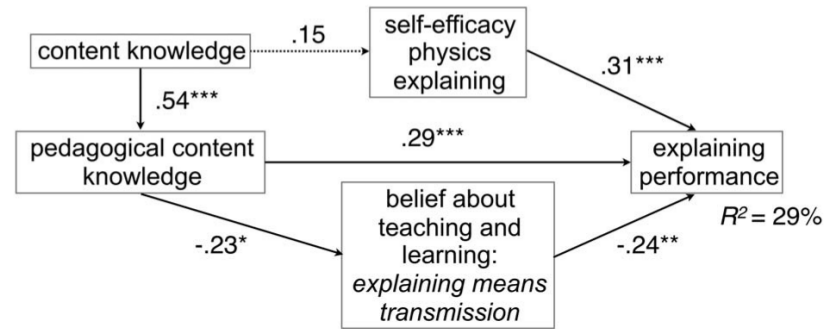 content knowledge
.15
self-efficacy
physics
explaining
.31***
.54***
pedagogical content
knowledge
.29***
explaining
performance
R² = 29%
-.23*
belief about
teaching and
learning:
explaining means
transmission
-.24**